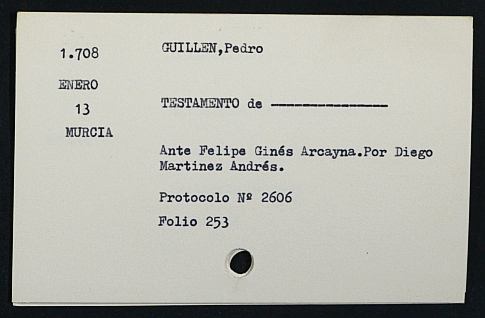 1.708
GUILLEN,Pedro
ENERO
13
TESTAMENTO de ---------------
MURCIA
Ante Felipe Ginés Arcayna.Por Diego
Martinez Andrés.
Protocolo Nº 2606
Folio 253